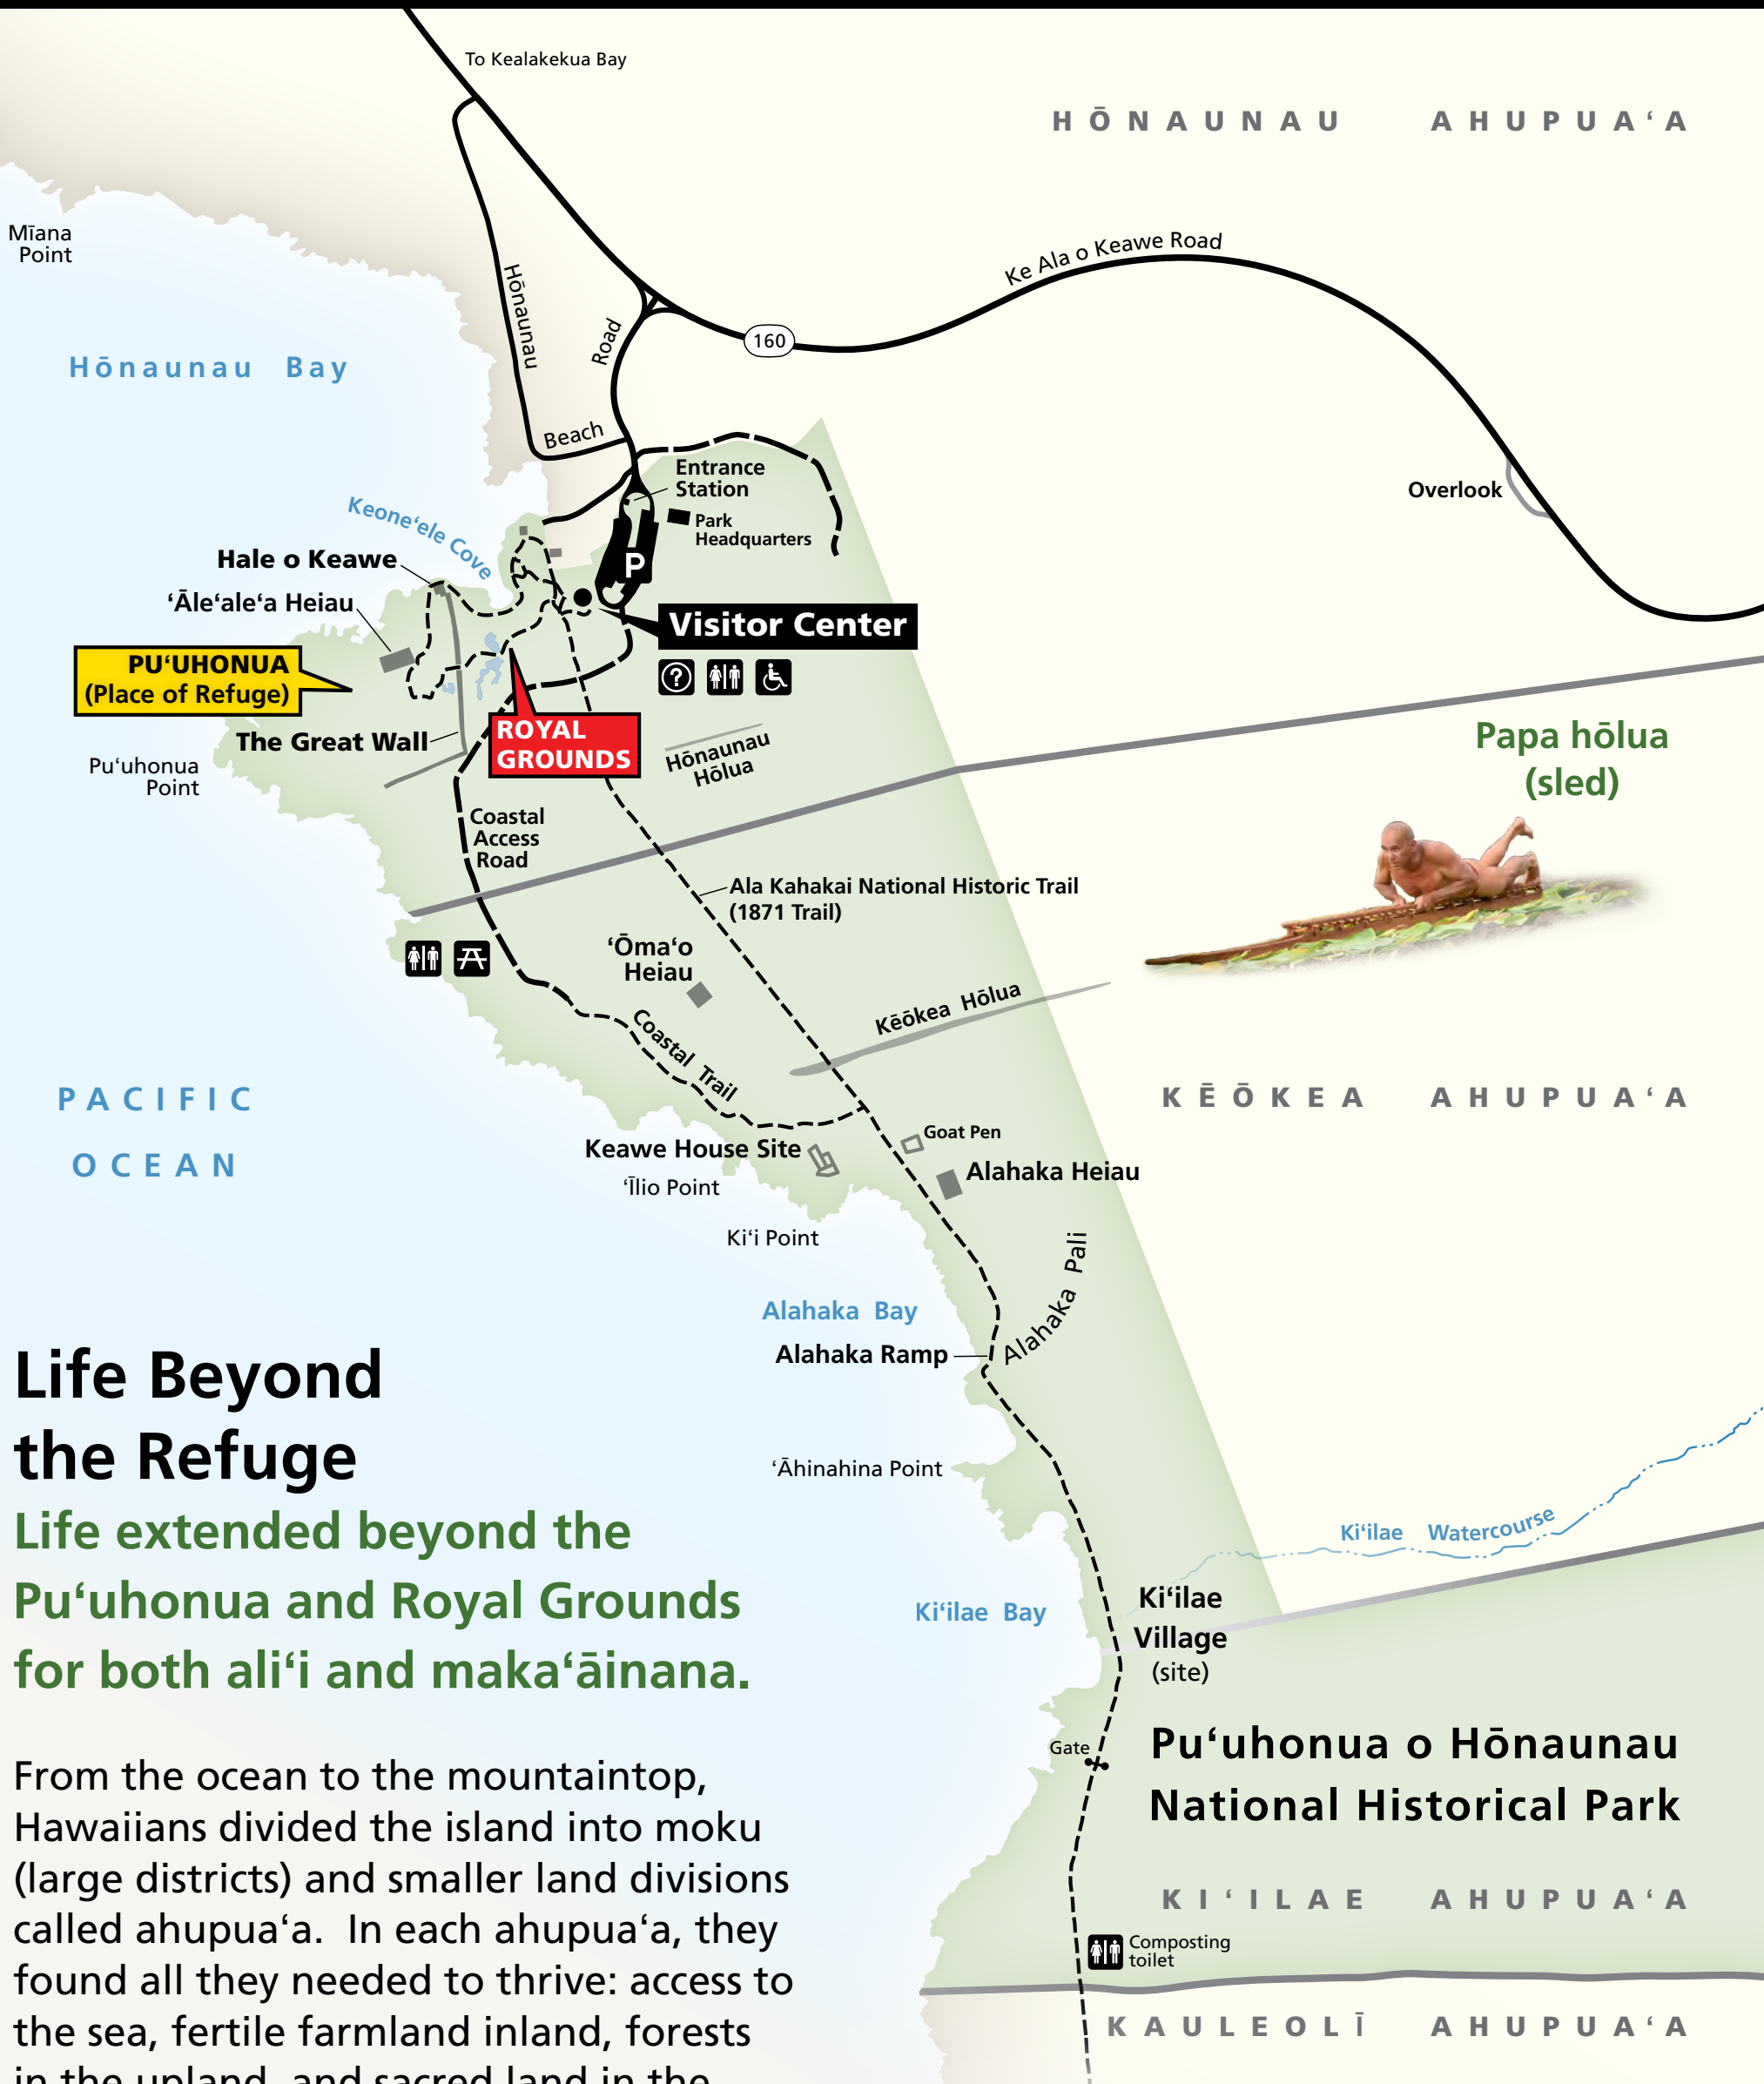 To Kealakekua Bay
HŌNAUNAU AHUPUAʻA
Mīana
Point
Ke Ala o Keawe Road
Hōnaunau
Road
160
Hōnaunau Bay
Beach
Entrance
Station
Overlook
Keoneʻele Cove
Park
Headquarters
Hale o Keawe
P
ʻĀleʻaleʻa Heiau
Visitor Center
PUʻUHONUA
(Place of Refuge)
?
ROYAL
GROUNDS
The Great Wall
Hōnaunau
Hōlua
Papa hōlua
(sled)
Puʻuhonua
Point
Coastal
Access
Road
Ala Kahakai National Historic Trail
(1871 Trail)
ʻŌmaʻo
Heiau
Kēōkea Hōlua
Coastal Trail
PACIFIC
OCEAN
KĒŌKEA AHUPUAʻA
Goat Pen
Keawe House Site
Alahaka Heiau
ʻĪlio Point
Kiʻi Point
Alahaka Pali
Alahaka Bay
Alahaka Ramp
Life Beyond
the Refuge
ʻĀhinahina Point
Life extended beyond the
Puʻuhonua and Royal Grounds
for both aliʻi and makaʻāinana.
Kiʻilae Watercourse
Kiʻilae Bay
Kiʻilae
Village
(site)
Gate
Puʻuhonua o Hōnaunau
National Historical Park
From the ocean to the mountaintop,
Hawaiians divided the island into moku
(large districts) and smaller land divisions
called ahupuaʻa. In each ahupuaʻa, they
found all they needed to thrive: access to
the sea, fertile farmland inland, forests
in the upland, and sacred land in the
KIʻILAE AHUPUAʻA
Composting
toilet
KAULEOLĪ AHUPUAʻA